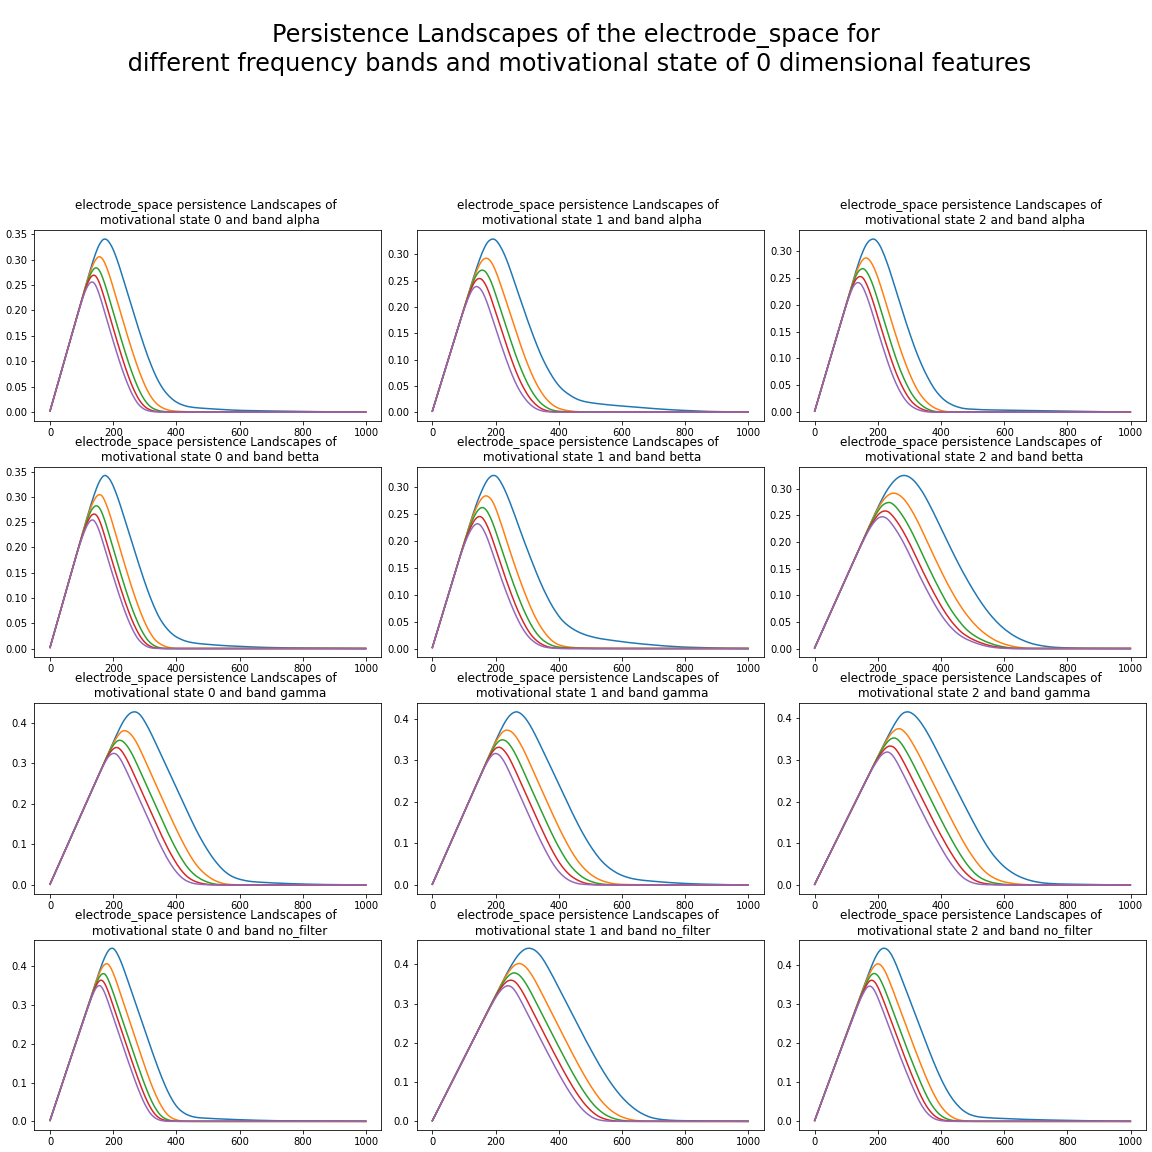 Persistence Landscapes of the electrode_space for
different frequency bands and motivational state of 0 dimensional features
electrode_space persistence Landscapes of
motivational state 0 and band alpha
0.35
0.30
0.25
0.20
0.15
0.10
0.05
0.00
0 200 400 600 800 1000
electrode_space persistence Landscapes of
motivational state 1 and band alpha
0.30
0.25
0.20
0.15
0.10
0.05
0.00
0 200 400 600 800 1000
electrode_space persistence Landscapes of
motivational state 2 and band alpha
0.30
0.25
0.20
0.15
0.10
0.05
0.00
0 200 400 600 800 1000
electrode_space persistence Landscapes of
motivational state 0 and band betta
0.35
0.30
0.25
0.20
0.15
0.10
0.05
0.00
0 200 400 600 800 1000
electrode_space persistence Landscapes of
motivational state 1 and band betta
0.30
0.25
0.20
0.15
0.10
0.05
0.00
0 200 400 600 800 1000
electrode_space persistence Landscapes of
motivational state 2 and band betta
0.30
0.25
0.20
0.15
0.10
0.05
0.00
0 200 400 600 800 1000
electrode_space persistence Landscapes of
motivational state 0 and band gamma
0.4
0.3
0.2
0.1
0.0
0 200 400 600 800 1000
electrode_space persistence Landscapes of
motivational state 1 and band gamma
0.4
0.3
0.2
0.1
0.0
0 200 400 600 800 1000
electrode_space persistence Landscapes of
motivational state 2 and band gamma
0.4
0.3
0.2
0.1
0.0
0 200 400 600 800 1000
electrode_space persistence Landscapes of
motivational state 0 and band no_filter
0.4
0.3
0.2
0.1
0.0
0 200 400 600 800 1000
electrode_space persistence Landscapes of
motivational state 1 and band no_filter
0.4
0.3
0.2
0.1
0.0
0 200 400 600 800 1000
electrode_space persistence Landscapes of
motivational state 2 and band no_filter
0.4
0.3
0.2
0.1
0.0
0 200 400 600 800 1000